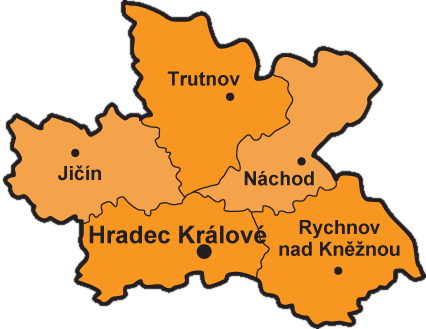 Trutnov
Jičín
Náchod
Hradec Králové
Rychnov
nad Kněžnou